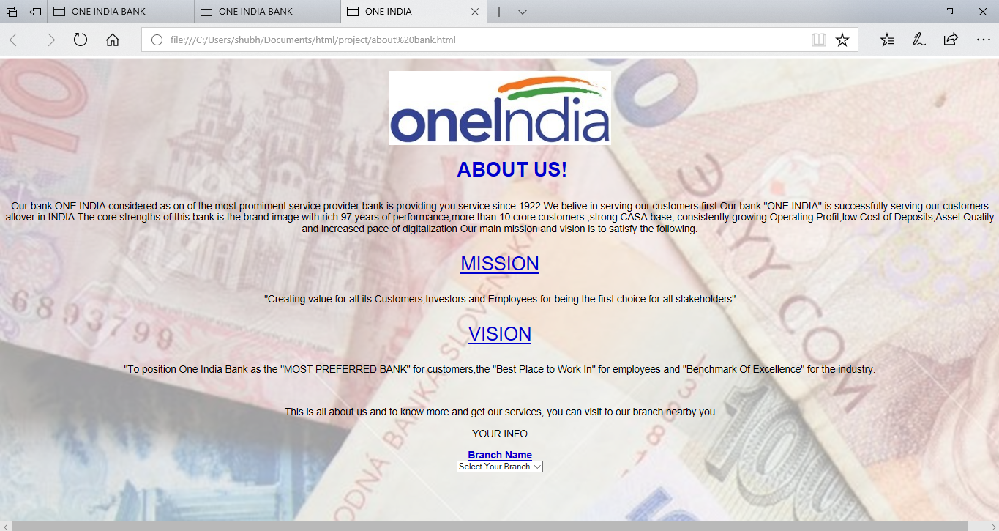 ONE INDIA BANK
ONE INDIA BANK
ONE INDIA
file:///C:/Users/shubh/Documents/html/project/about%20bank.html
oneIndia
ABOUT US!
Our bank ONE INDIA considered as on of the most promiment service provider bank is providing you service since 1922.We belive in serving our customers first.Our bank "ONE INDIA" is successfully serving our customers
allover in INDIA.The core strengths of this bank is the brand image with rich 97 years of performance,more than 10 crore customers.,strong CASA base, consistently growing Operating Profit,low Cost of Deposits,Asset Quality
and increased pace of digitalization Our main mission and vision is to satisfy the following.
MISSION
"Creating value for all its Customers,Investors and Employees for being the first choice for all stakeholders"
VISION
"To position One India Bank as the "MOST PREFERRED BANK" for customers,the "Best Place to Work In" for employees and "Benchmark Of Excellence" for the industry.
This is all about us and to know more and get our services, you can visit to our branch nearby you
YOUR INFO
Branch Name
Select Your Branch
100
6893799
BANKA SLOVENSKA